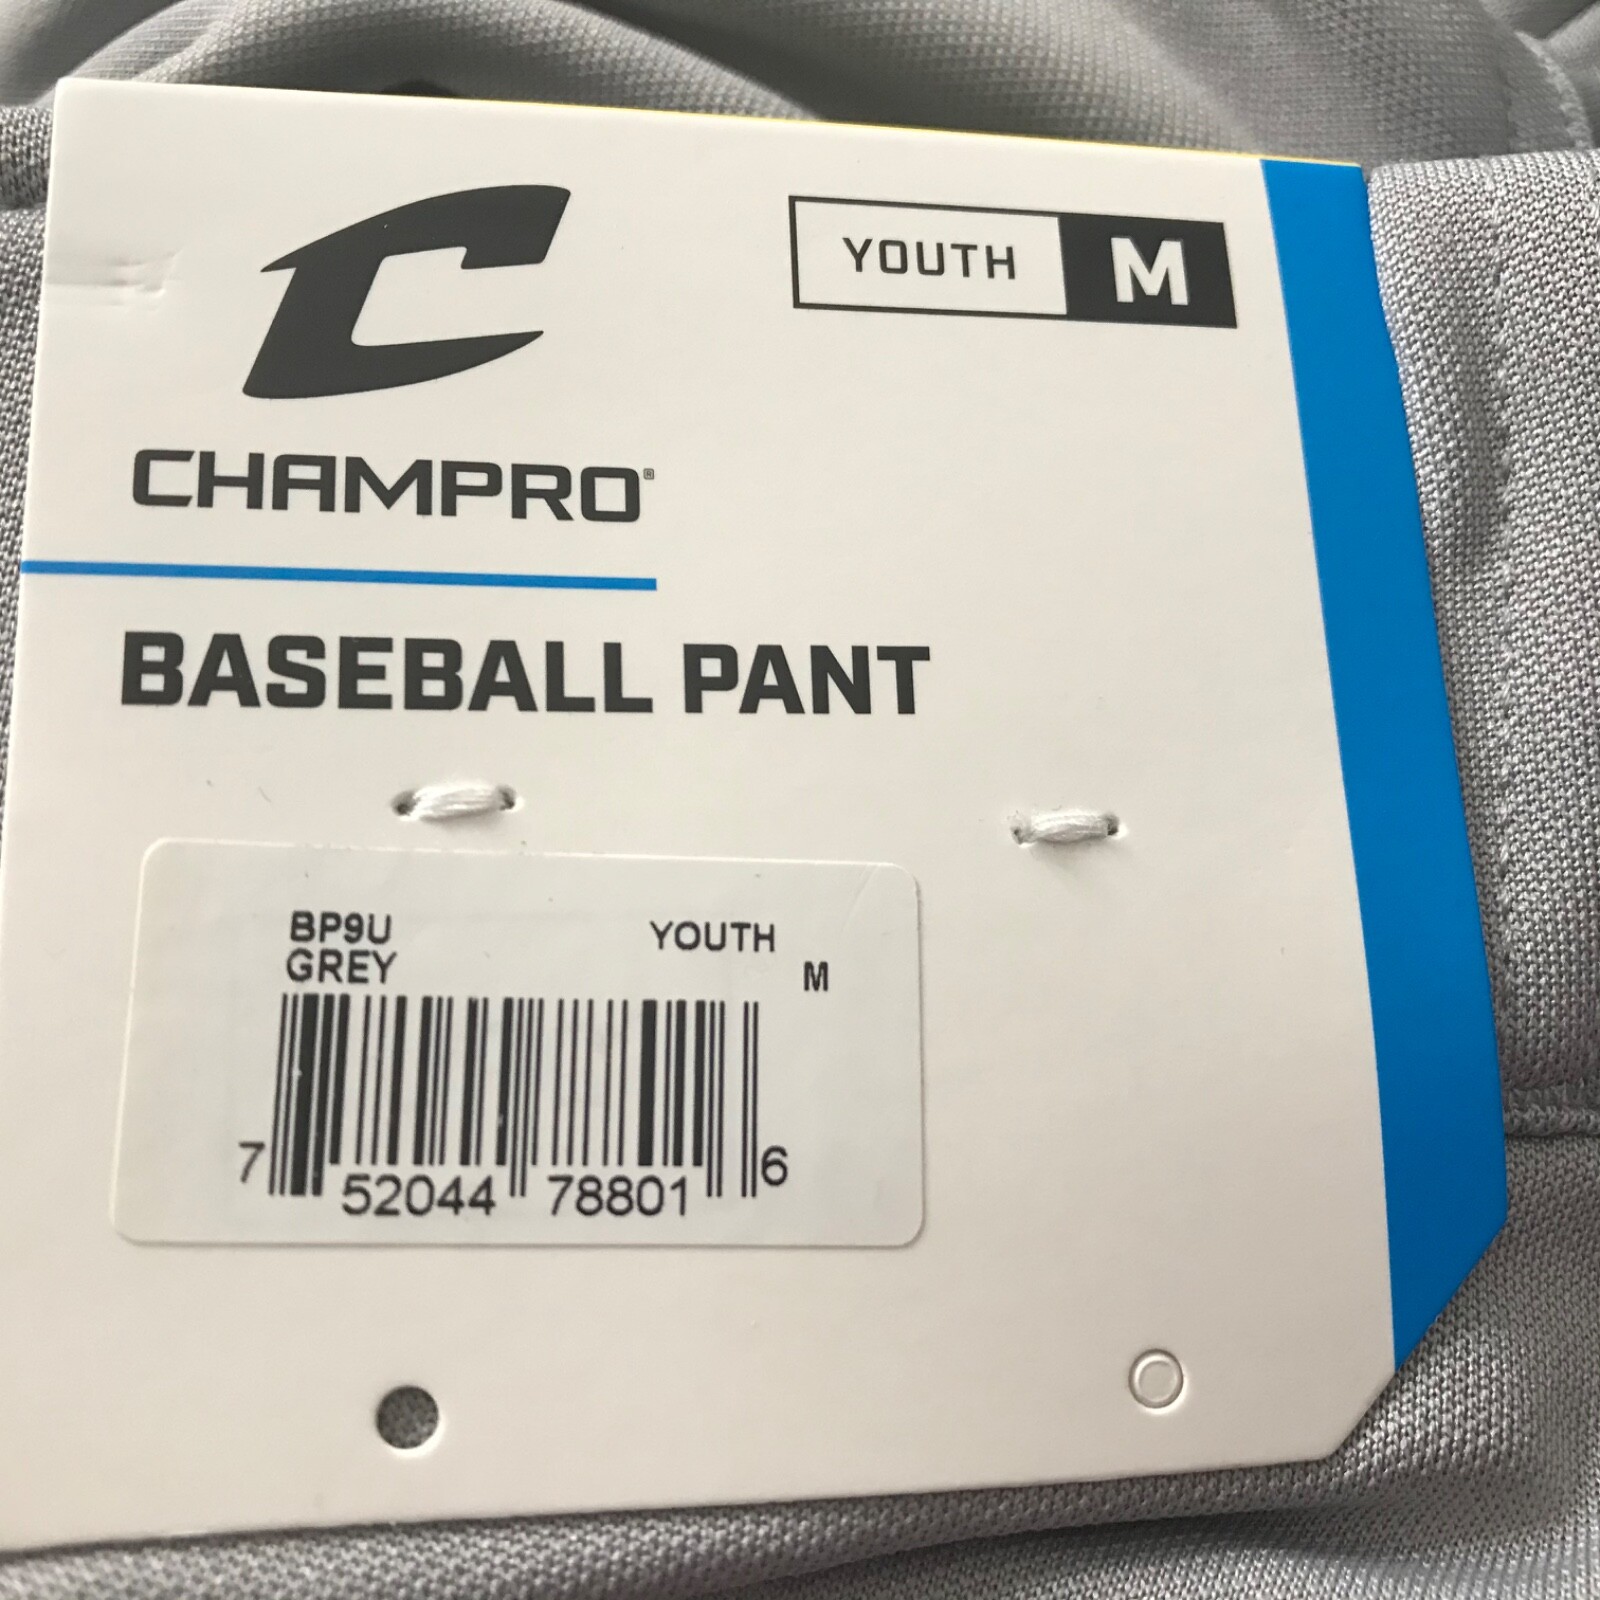 YOUTH M
CHAMPRO®
BASEBALL PANT
BP9U YOUTH
GREY M
7 52044 78801 6